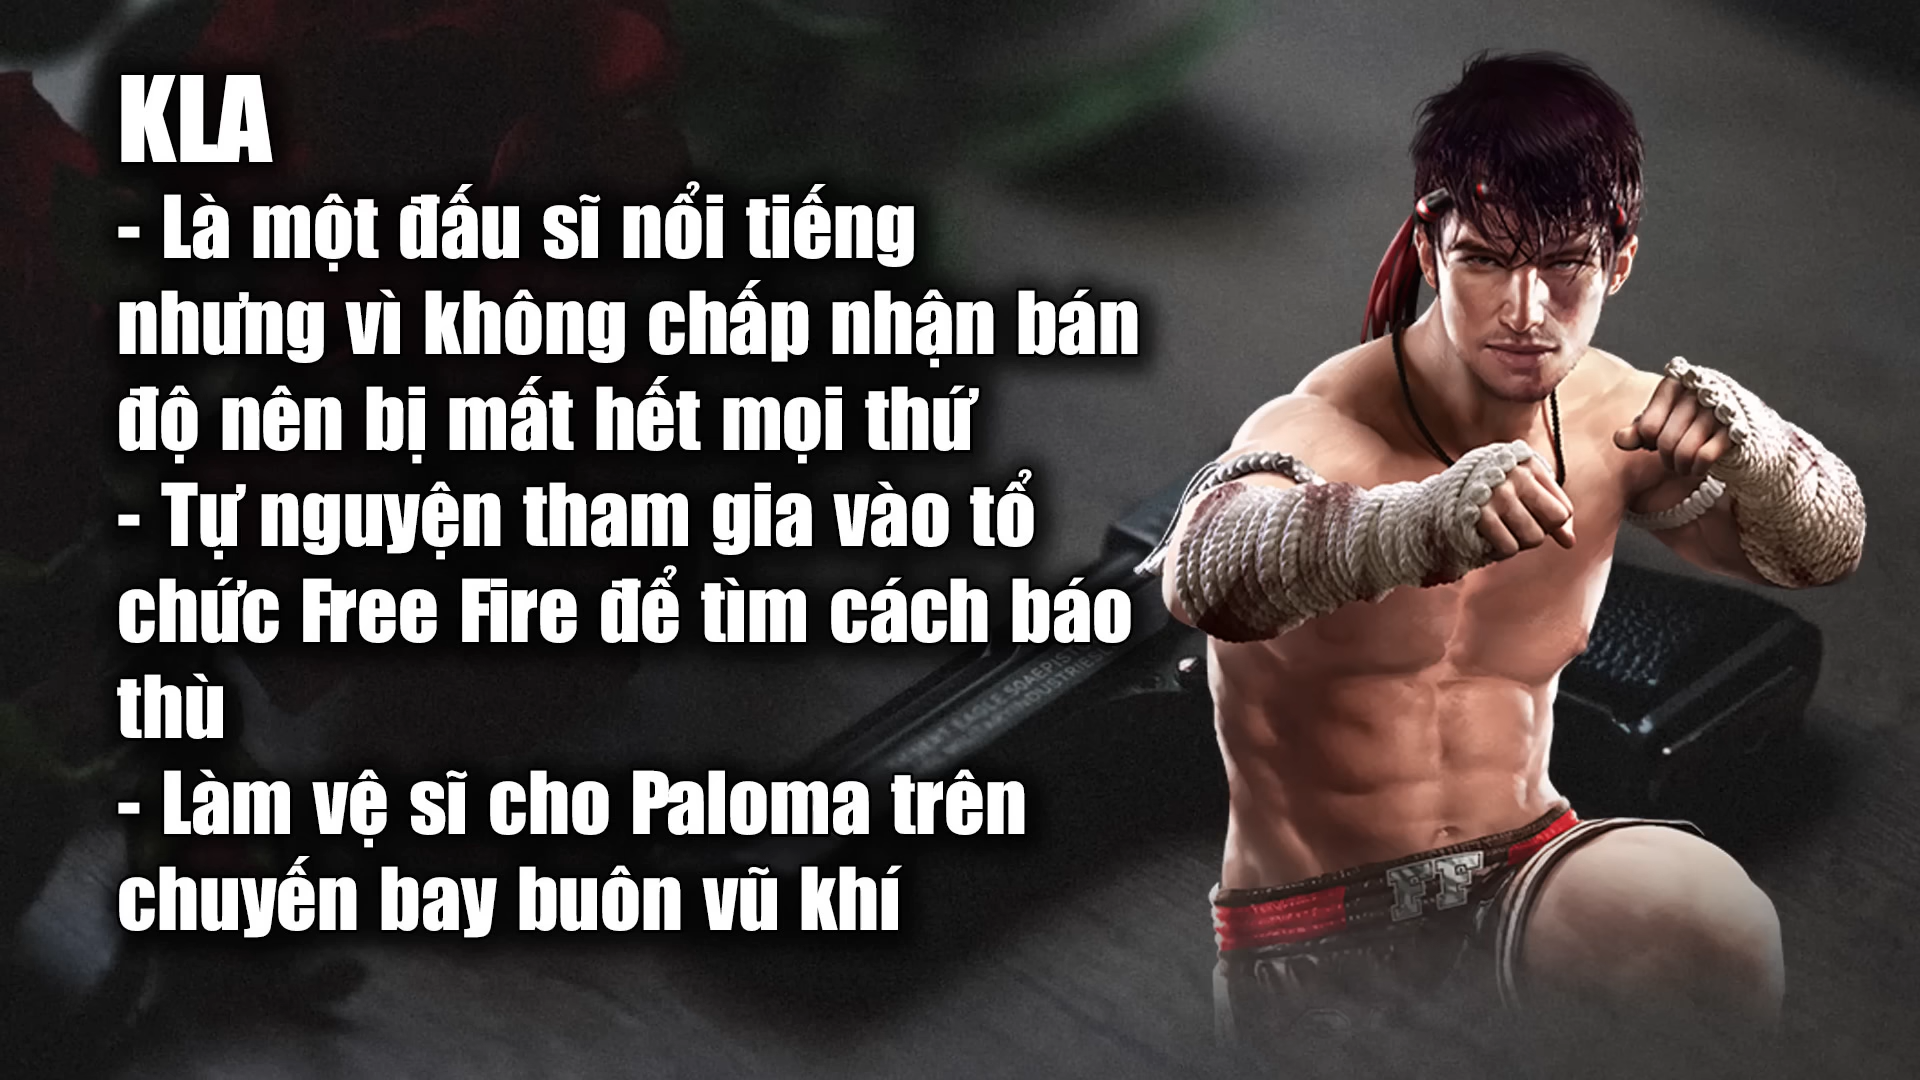 KLA
- Là một đấu sĩ nổi tiếng
nhưng vì không chấp nhận bán
độ nên bị mất hết mọi thứ
- Tự nguyện tham gia vào tổ
chức Free Fire để tìm cách báo
thù
- Làm vệ sĩ cho Paloma trên
chuyến bay buôn vũ khí
FF